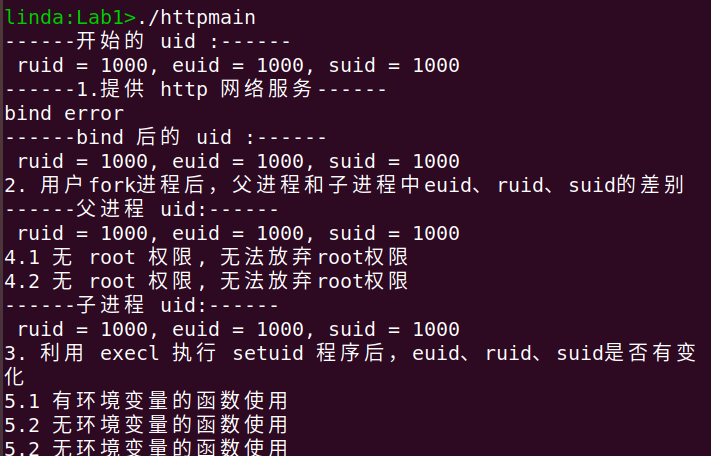 linda:Lab1>./httpmain
------开始的 uid :------
 ruid = 1000, euid = 1000, suid = 1000
------1.提供 http 网络服务------
bind error
------bind 后的 uid :------
 ruid = 1000, euid = 1000, suid = 1000
2. 用户fork进程后，父进程和子进程中euid、ruid、suid的差别
------父进程 uid:------
 ruid = 1000, euid = 1000, suid = 1000
4.1 无 root 权限, 无法放弃root权限
4.2 无 root 权限, 无法放弃root权限
------子进程 uid:------
 ruid = 1000, euid = 1000, suid = 1000
3. 利用 execl 执行 setuid 程序后，euid、ruid、suid是否有变
化
5.1 有环境变量的函数使用
5.2 无环境变量的函数使用
5.2 无环境变量的函数使用